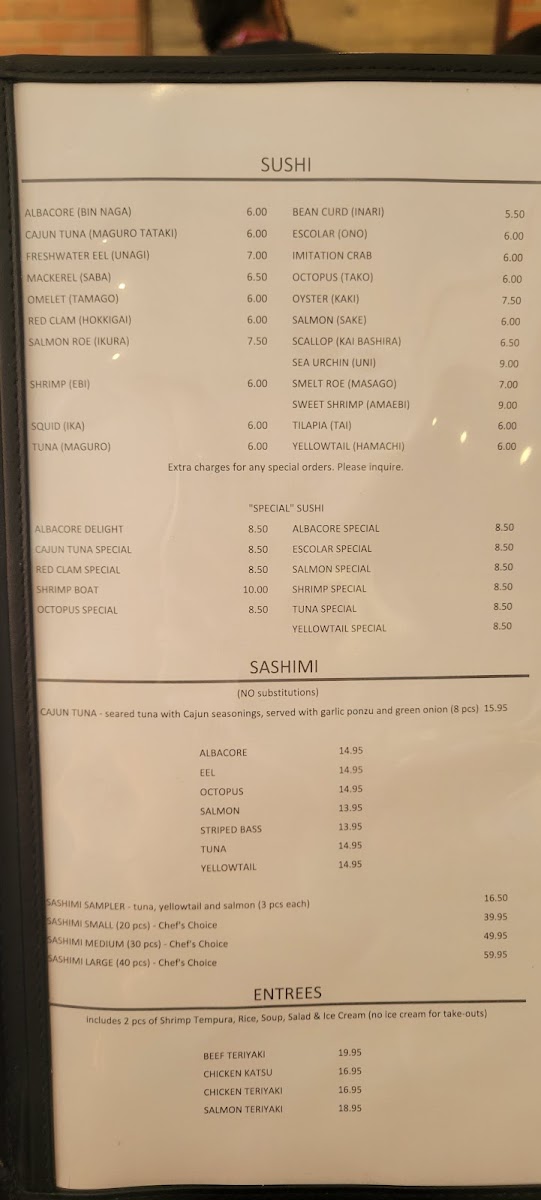 SUSHI
ALBACORE (BIN NAGA) 6.00 BEAN CURD (INARI) 5.50
CAJUN TUNA (MAGURO TATAKI) 6.00 ESCOLAR (ONO) 6.00
FRESHWATER EEL (UNAGI) 7.00 IMITATION CRAB 6.00
MACKEREL (SABA) 6.50 OCTOPUS (TAKO) 6.00
OMELET (TAMAGO) 6.00 OYSTER (KAKI) 7.50
RED CLAM (HOKKIGAI) 6.00 SALMON (SAKE) 6.00
SALMON ROE (IKURA) 7.50 SCALLOP (KAI BASHIRA) 6.50
SEA URCHIN (UNI) 9.00
SHRIMP (EBI) 6.00 SMELT ROE (MASAGO) 7.00
SWEET SHRIMP (AMAEBI) 9.00
SQUID (IKA) 6.00 TILAPIA (TAI) 6.00
TUNA (MAGURO) 6.00 YELLOWTAIL (HAMACHI) 6.00
Extra charges for any special orders. Please inquire.
"SPECIAL" SUSHI
ALBACORE DELIGHT 8.50 ALBACORE SPECIAL 8.50
CAJUN TUNA SPECIAL 8.50 ESCOLAR SPECIAL 8.50
RED CLAM SPECIAL 8.50 SALMON SPECIAL 8.50
SHRIMP BOAT 10.00 SHRIMP SPECIAL 8.50
OCTOPUS SPECIAL 8.50 TUNA SPECIAL 8.50
YELLOWTAIL SPECIAL 8.50
SASHIMI
(NO substitutions)
CAJUN TUNA - seared tuna with Cajun seasonings, served with garlic ponzu and green onion (8 pcs) 15.95
ALBACORE 14.95
EEL 14.95
OCTOPUS 14.95
SALMON 13.95
STRIPED BASS 13.95
TUNA 14.95
YELLOWTAIL 14.95
SASHIMI SAMPLER - tuna, yellowtail and salmon (3 pcs each) 16.50
SASHIMI SMALL (20 pcs) - Chef's Choice 39.95
SASHIMI MEDIUM (30 pcs) - Chef's Choice 49.95
SASHIMI LARGE (40 pcs) - Chef's Choice 59.95
ENTREES
includes 2 pcs of Shrimp Tempura, Rice, Soup, Salad & Ice Cream (no ice cream for take-outs)
BEEF TERIYAKI 19.95
CHICKEN KATSU 16.95
CHICKEN TERIYAKI 16.95
SALMON TERIYAKI 18.95